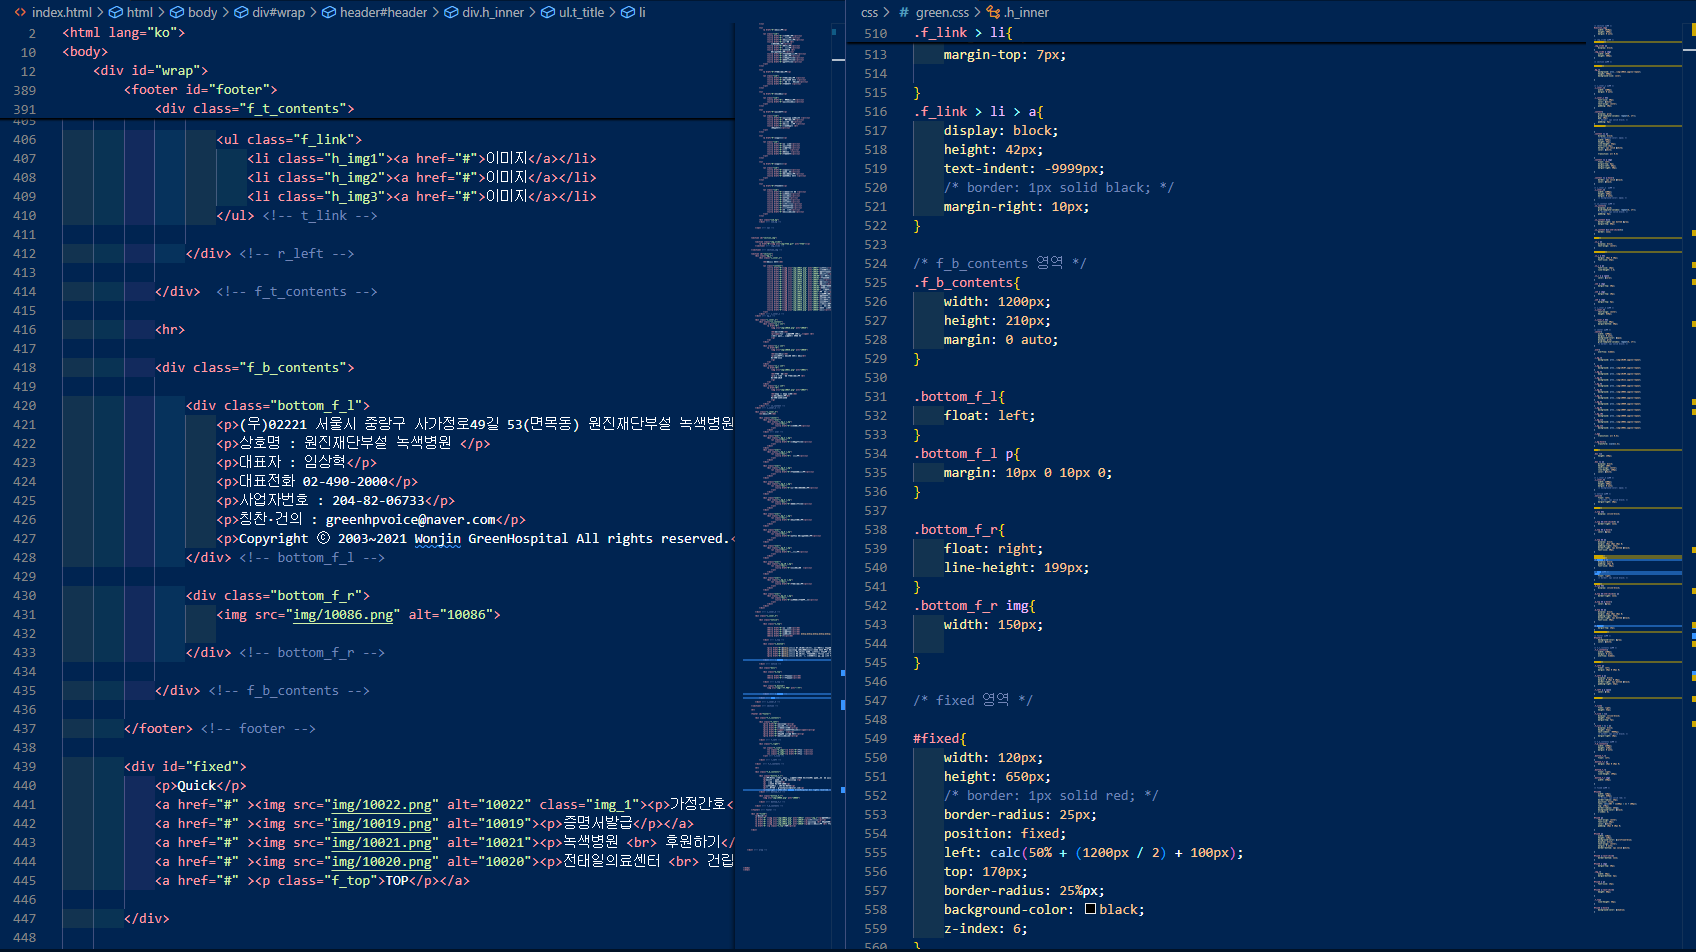 index.html > html > body > div#wrap > header#header > div.h_inner > ul.t_title > li
2 <html lang="ko">
10 <body>
12 <div id="wrap">
389 <footer id="footer">
391 <div class="f_t_contents">
405
406 <ul class="f_link">
407 <li class="h_img1"><a href="#">이미지</a></li>
408 <li class="h_img2"><a href="#">이미지</a></li>
409 <li class="h_img3"><a href="#">이미지</a></li>
410 </ul> <!-- t_link -->
411
412 </div> <!-- r_left -->
413
414 </div>  <!-- f_t_contents -->
415
416 <hr>
417
418 <div class="f_b_contents">
419
420 <div class="bottom_f_l">
421 <p>(우)02221 서울시 중랑구 사가정로49길 53(면목동) 원진재단부설 녹색병원
422 <p>상호명 : 원진재단부설 녹색병원 </p>
423 <p>대표자 : 임상혁</p>
424 <p>대표전화 02-490-2000</p>
425 <p>사업자번호 : 204-82-06733</p>
426 <p>칭찬·건의 : greenhpvoice@naver.com</p>
427 <p>Copyright ⓒ 2003~2021 Wonjin GreenHospital All rights reserved.<
428 </div> <!-- bottom_f_l -->
429
430 <div class="bottom_f_r">
431 <img src="img/10086.png" alt="10086">
432
433 </div> <!-- bottom_f_r -->
434
435 </div> <!-- f_b_contents -->
436
437 </footer> <!-- footer -->
438
439 <div id="fixed">
440 <p>Quick</p>
441 <a href="#" ><img src="img/10022.png" alt="10022" class="img_1"><p>가정간호<
442 <a href="#" ><img src="img/10019.png" alt="10019"><p>증명서발급</p></a>
443 <a href="#" ><img src="img/10021.png" alt="10021"><p>녹색병원 <br> 후원하기</
444 <a href="#" ><img src="img/10020.png" alt="10020"><p>전태일의료센터 <br> 건립
445 <a href="#" ><p class="f_top">TOP</p></a>
446
447 </div>
448
css > # green.css > .h_inner
510 .f_link > li{
513 margin-top: 7px;
514
515 }
516 .f_link > li > a{
517 display: block;
518 height: 42px;
519 text-indent: -9999px;
520 /* border: 1px solid black; */
521 margin-right: 10px;
522 }
523
524 /* f_b_contents 영역 */
525 .f_b_contents{
526 width: 1200px;
527 height: 210px;
528 margin: 0 auto;
529 }
530
531 .bottom_f_l{
532 float: left;
533 }
534 .bottom_f_l p{
535 margin: 10px 0 10px 0;
536 }
537
538 .bottom_f_r{
539 float: right;
540 line-height: 199px;
541 }
542 .bottom_f_r img{
543 width: 150px;
544
545 }
546
547 /* fixed 영역 */
548
549 #fixed{
550 width: 120px;
551 height: 650px;
552 /* border: 1px solid red; */
553 border-radius: 25px;
554 position: fixed;
555 left: calc(50% + (1200px / 2) + 100px);
556 top: 170px;
557 border-radius: 25%px;
558 background-color: black;
559 z-index: 6;
560 }